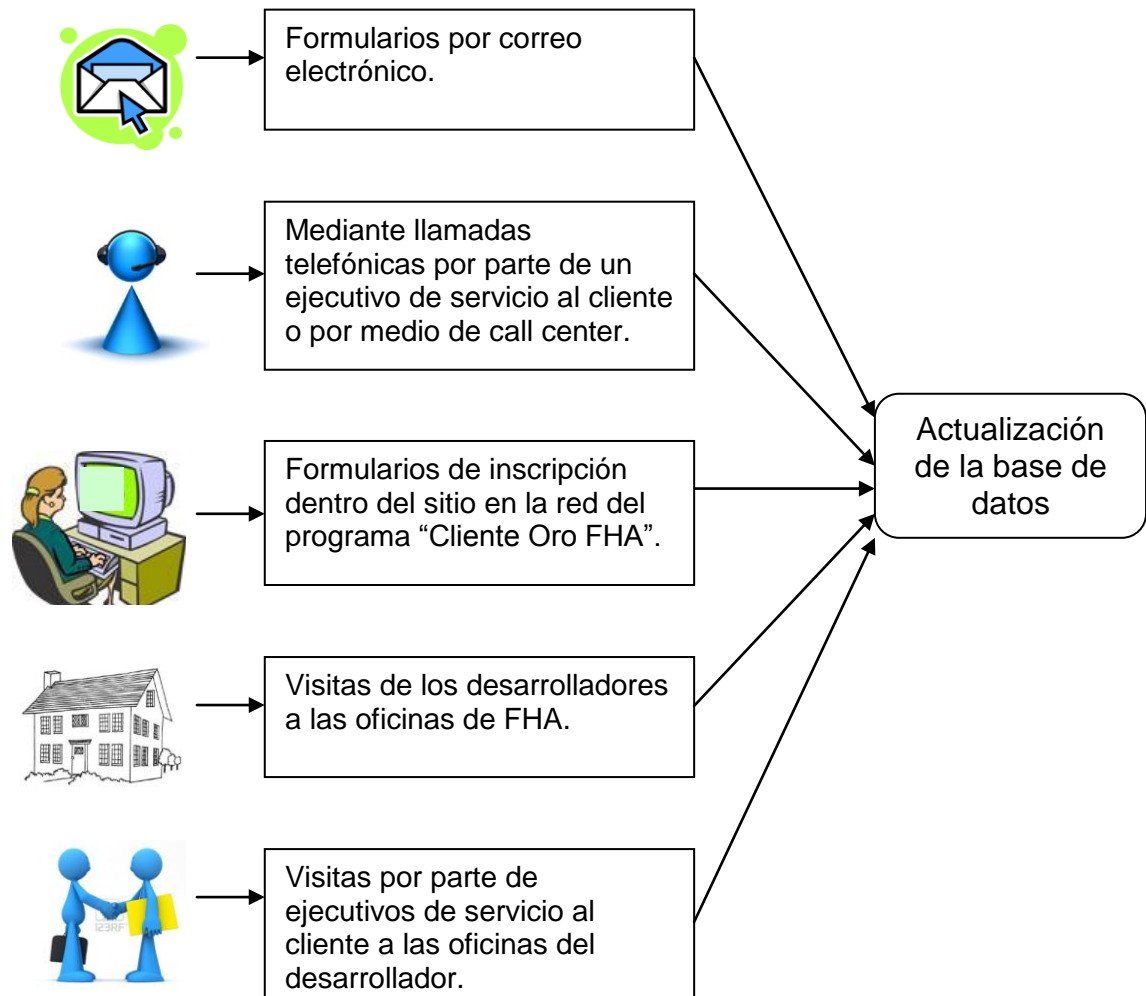 Formularios por correo
electrónico.
Mediante llamadas
telefónicas por parte de un
ejecutivo de servicio al cliente
o por medio de call center.
Formularios de inscripción
dentro del sitio en la red del
programa “Cliente Oro FHA”.
Visitas de los desarrolladores
a las oficinas de FHA.
Visitas por parte de
ejecutivos de servicio al
cliente a las oficinas del
desarrollador.
Actualización
de la base de
datos
123RF